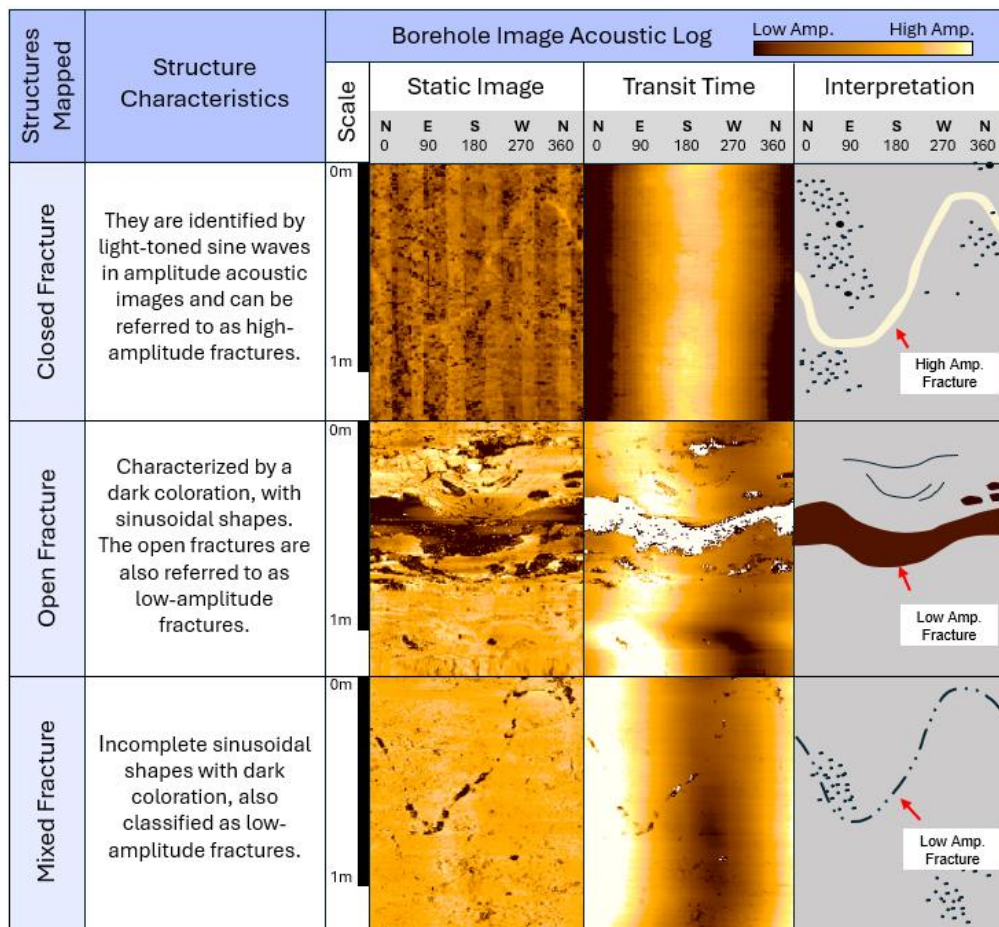 Structures Mapped
Structure
Characteristics
Borehole Image Acoustic Log
Low Amp.
High Amp.
Scale
Static Image
Transit Time
Interpretation
N E S W N
0 90 180 270 360
N E S W N
0 90 180 270 360
N E S W N
0 90 180 270 360
Closed Fracture
They are identified by
light-toned sine waves
in amplitude acoustic
images and can be
referred to as high-
amplitude fractures.
0m
1m
High Amp.
Fracture
Open Fracture
Characterized by a
dark coloration, with
sinusoidal shapes.
The open fractures are
also referred to as
low-amplitude
fractures.
0m
1m
Low Amp.
Fracture
Mixed Fracture
Incomplete sinusoidal
shapes with dark
coloration, also
classified as low-
amplitude fractures.
0m
1m
Low Amp.
Fracture